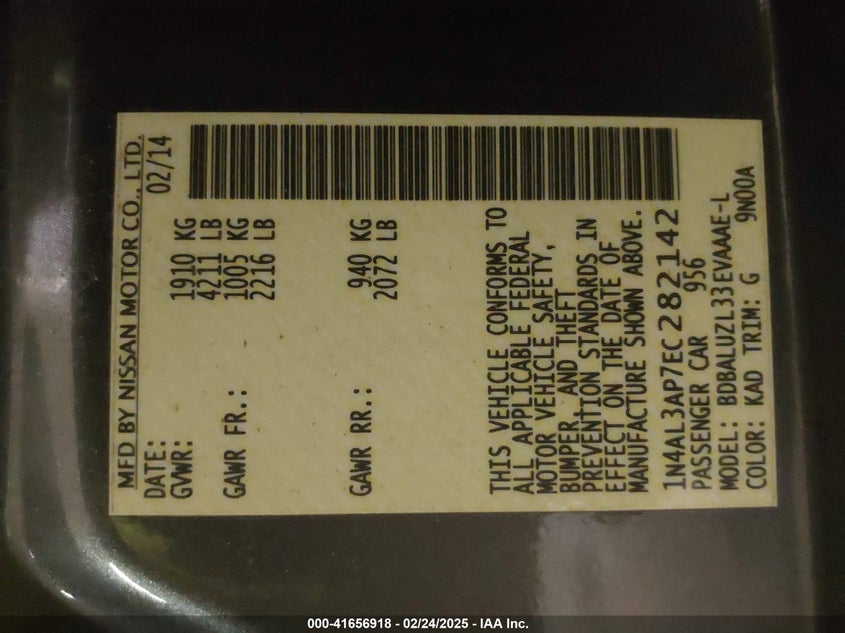 MFD BY NISSAN MOTOR CO., LTD.
DATE: 02/14
GVWR: 1910 KG
4211 LB
GAWR FR.: 1005 KG
2216 LB
GAWR RR.: 940 KG
2072 LB
THIS VEHICLE CONFORMS TO
ALL APPLICABLE FEDERAL
MOTOR VEHICLE SAFETY,
BUMPER, AND THEFT
PREVENTION STANDARDS IN
EFFECT ON THE DATE OF
MANUFACTURE SHOWN ABOVE.
1N4AL3AP7EC282142
PASSENGER CAR 956
MODEL: BDBALUZL33EVAAAE-L
COLOR: KAD TRIM: G 9N00A
000-41656918 - 02/24/2025 - IAA Inc.